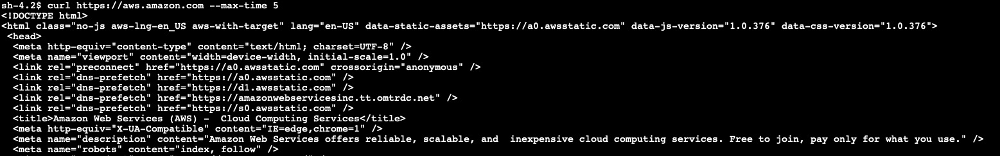 sh-4.2$ curl https://aws.amazon.com --max-time 5
<!DOCTYPE html>
<html class="no-js aws-lng-en_US aws-with-target" lang="en-US" data-static-assets="https://a0.awsstatic.com" data-js-version="1.0.376" data-css-version="1.0.376">
 <head>
  <meta http-equiv="content-type" content="text/html; charset=UTF-8" />
  <meta name="viewport" content="width=device-width, initial-scale=1.0" />
  <link rel="preconnect" href="https://a0.awsstatic.com" crossorigin="anonymous" />
  <link rel="dns-prefetch" href="https://a0.awsstatic.com" />
  <link rel="dns-prefetch" href="https://d1.awsstatic.com" />
  <link rel="dns-prefetch" href="https://amazonwebservicesinc.tt.omtrdc.net" />
  <link rel="dns-prefetch" href="https://s0.awsstatic.com" />
  <title>Amazon Web Services (AWS) -  Cloud Computing Services</title>
  <meta http-equiv="X-UA-Compatible" content="IE=edge,chrome=1" />
  <meta name="description" content="Amazon Web Services offers reliable, scalable, and  inexpensive cloud computing services. Free to join, pay only for what you use." />
  <meta name="robots" content="index, follow" />